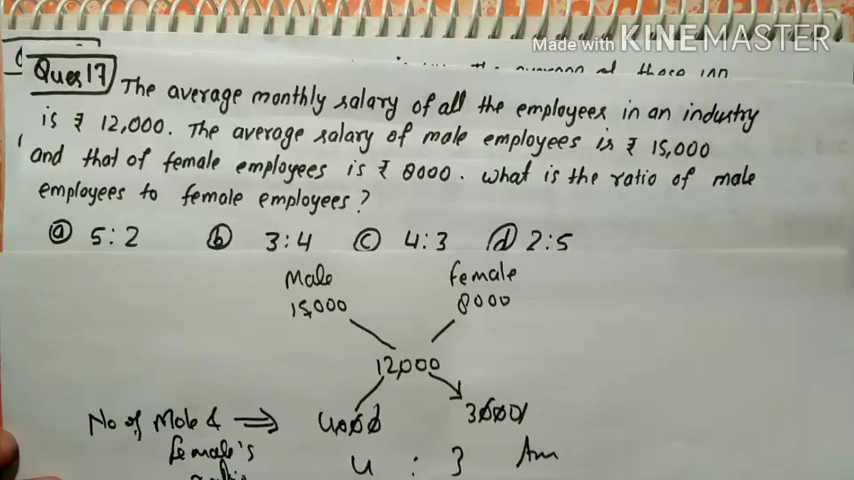 Made with KINEMASTER
Ques 17 The average monthly salary of all the employees in an industry
is ₹ 12,000. The average salary of male employees is ₹ 15,000
and that of female employees is ₹ 8000. What is the ratio of male
employees to female employees?
ⓐ 5:2 ⓑ 3:4 ⓒ 4:3 ⓓ 2:5
Male female
15,000 8000
12,000
No of Male & ⇒ 4000 3000
female's
4 : 3 Ans